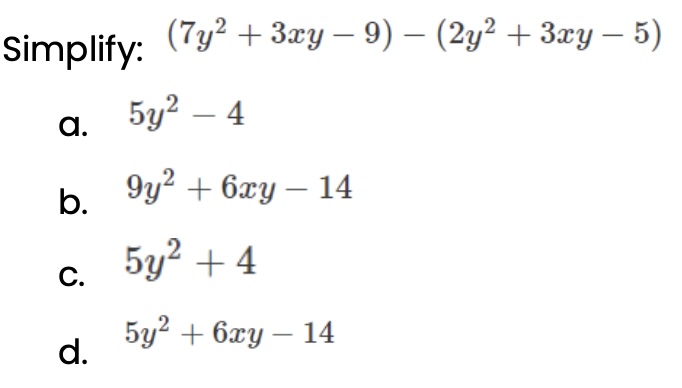 Simplify: (7y² + 3xy − 9) − (2y² + 3xy − 5)
a. 5y² − 4
b. 9y² + 6xy − 14
c. 5y² + 4
d. 5y² + 6xy − 14